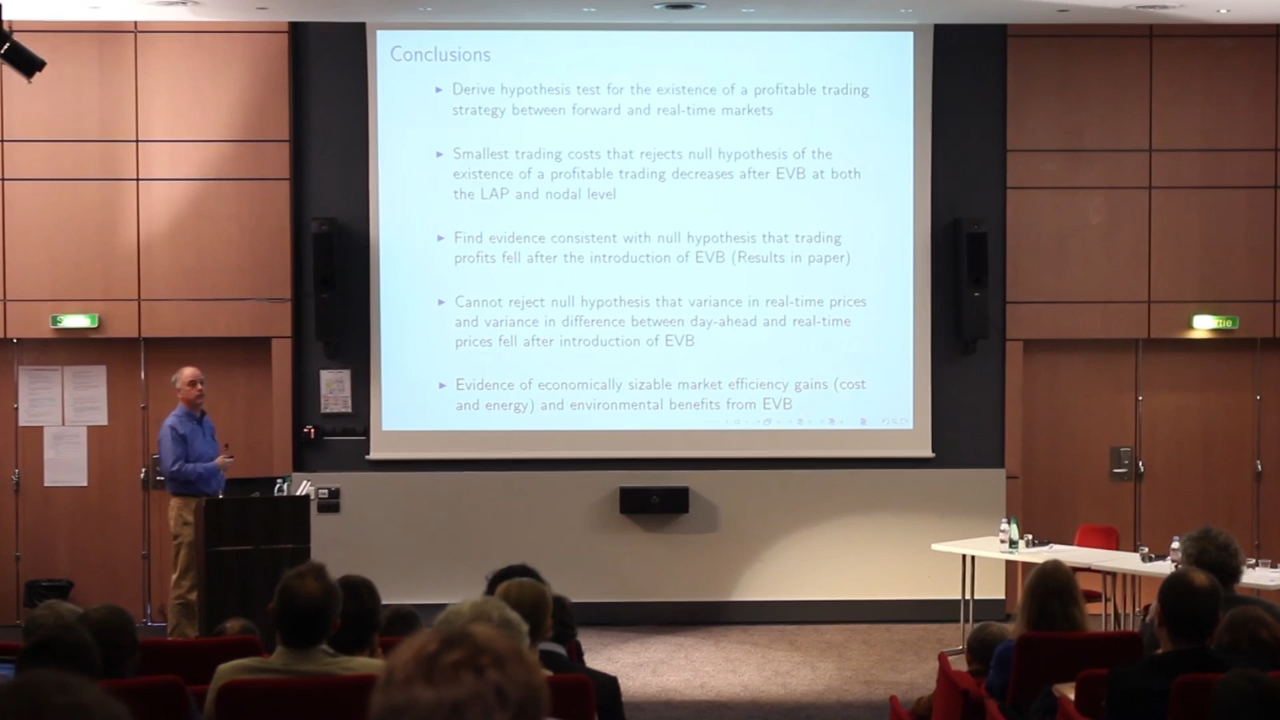 Conclusions
Derive hypothesis test for the existence of a profitable trading
strategy between forward and real-time markets
Smallest trading costs that rejects null hypothesis of the
existence of a profitable trading decreases after EVB at both
the LAP and nodal level
Find evidence consistent with null hypothesis that trading
profits fell after the introduction of EVB (Results in paper)
Cannot reject null hypothesis that variance in real-time prices
and variance in difference between day-ahead and real-time
prices fell after introduction of EVB
Evidence of economically sizable market efficiency gains (cost
and energy) and environmental benefits from EVB